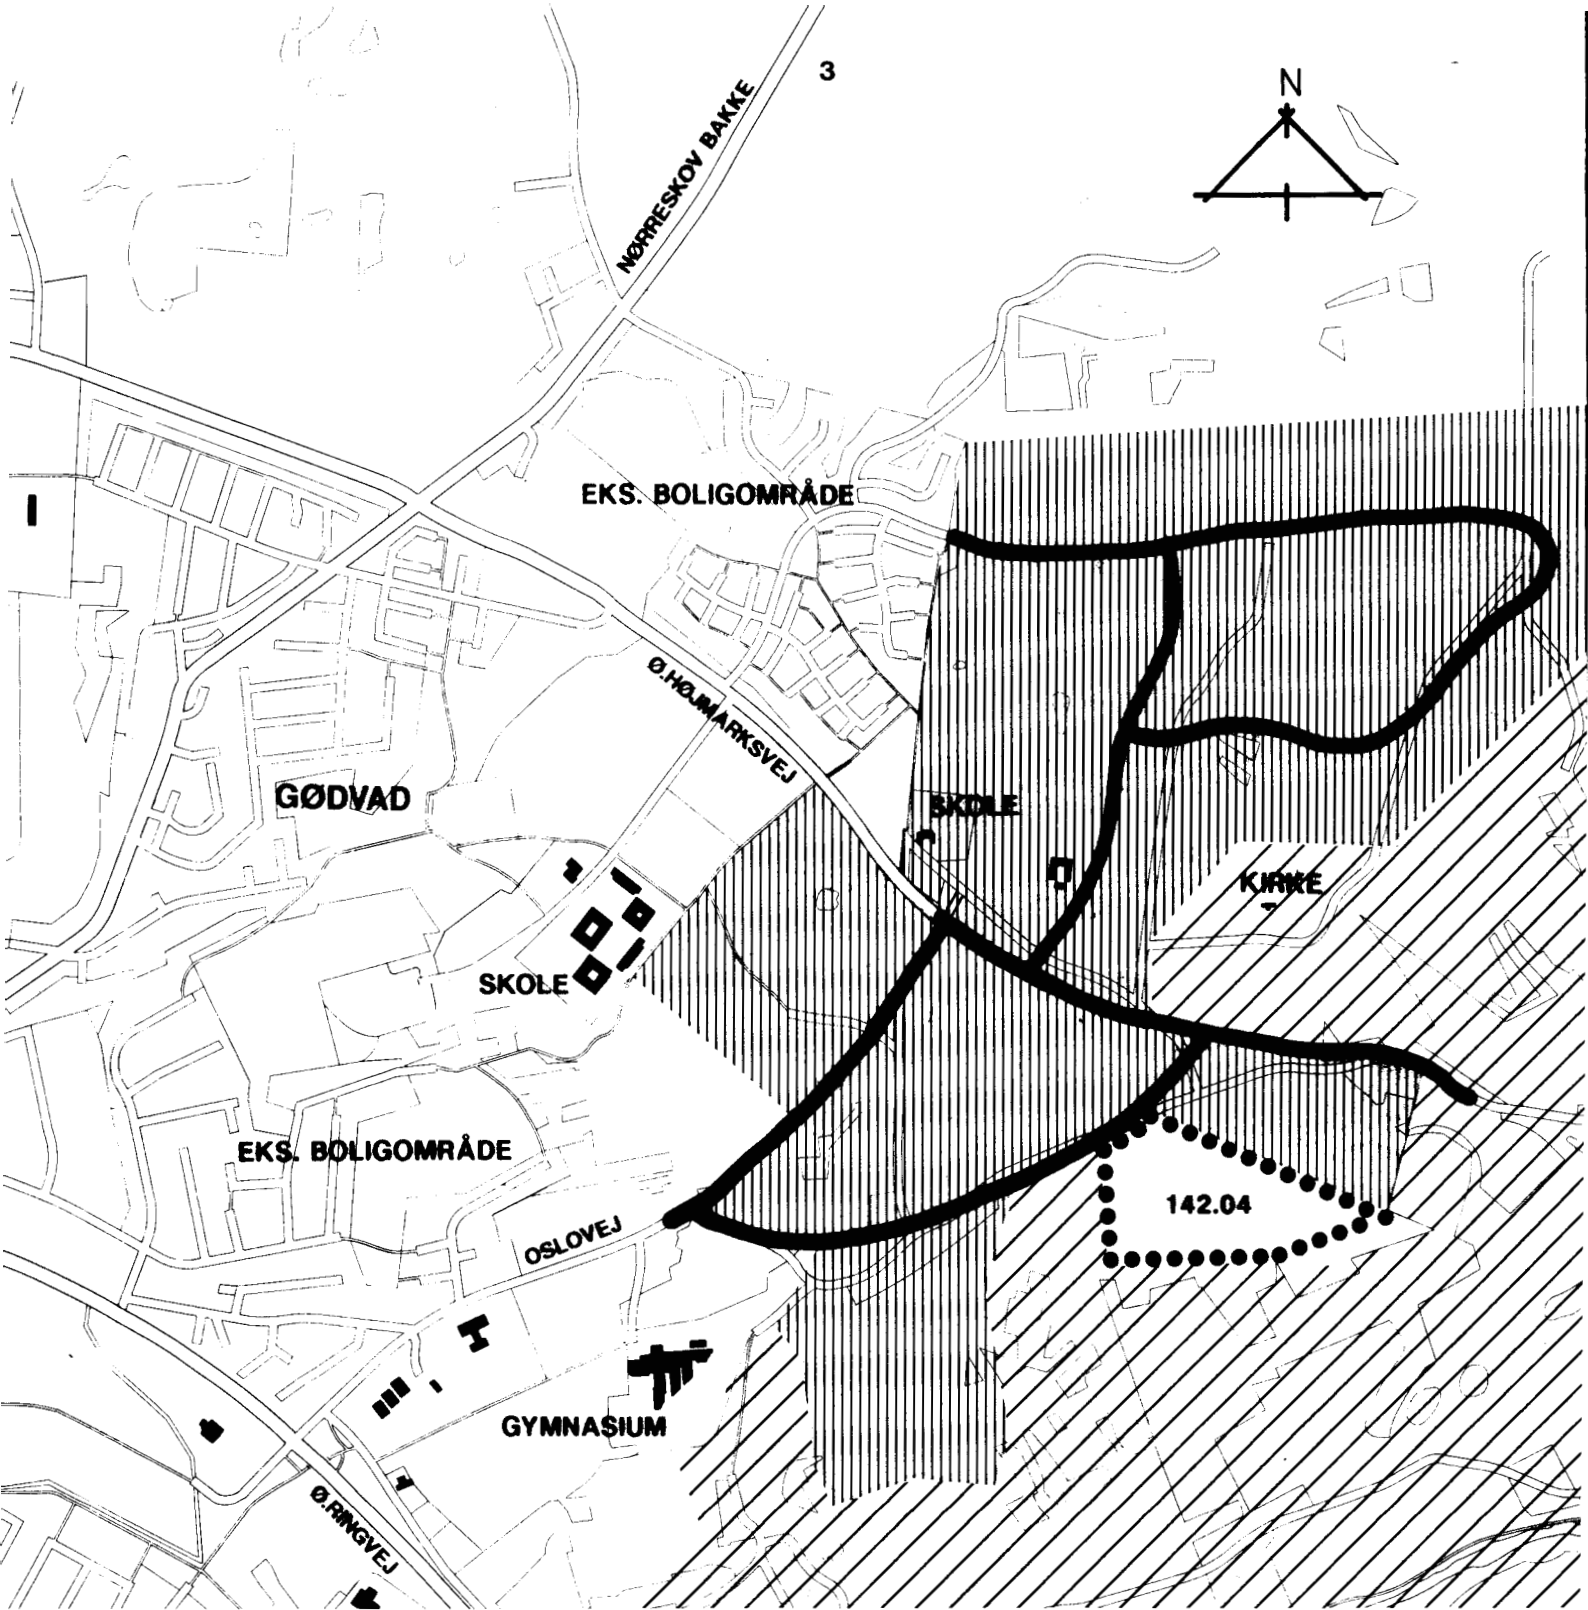 3
N
NØRRESKOV BAKKE
EKS. BOLIGOMRÅDE
Ø.HØJMARKSVEJ
GØDVAD
SKOLE
KIRKE
SKOLE
EKS. BOLIGOMRÅDE
142.04
OSLOVEJ
GYMNASIUM
Ø.RINGVEJ